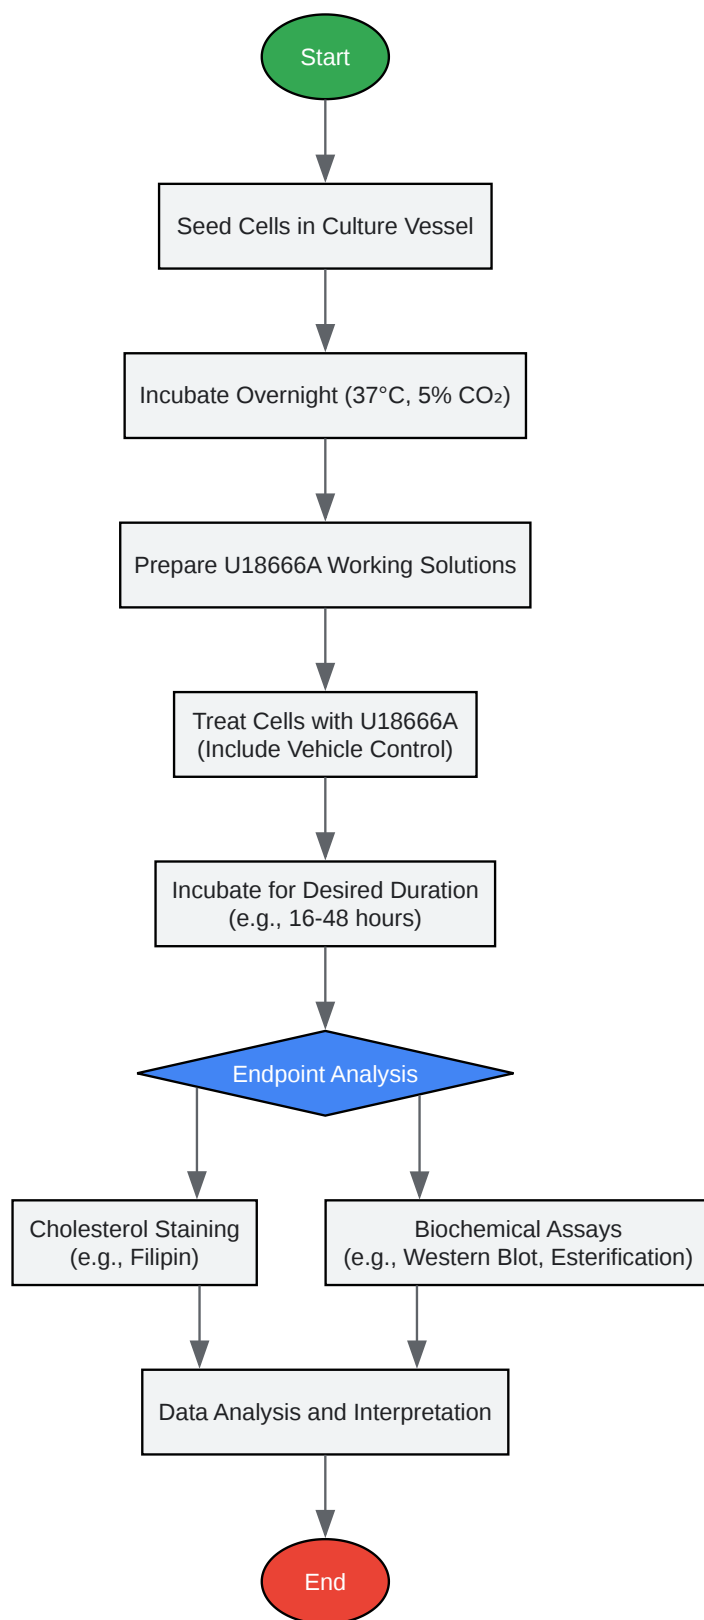 Start
Seed Cells in Culture Vessel
Incubate Overnight (37°C, 5% CO₂)
Prepare U18666A Working Solutions
Treat Cells with U18666A
(Include Vehicle Control)
Incubate for Desired Duration
(e.g., 16-48 hours)
Endpoint Analysis
Cholesterol Staining
(e.g., Filipin)
Biochemical Assays
(e.g., Western Blot, Esterification)
Data Analysis and Interpretation
End